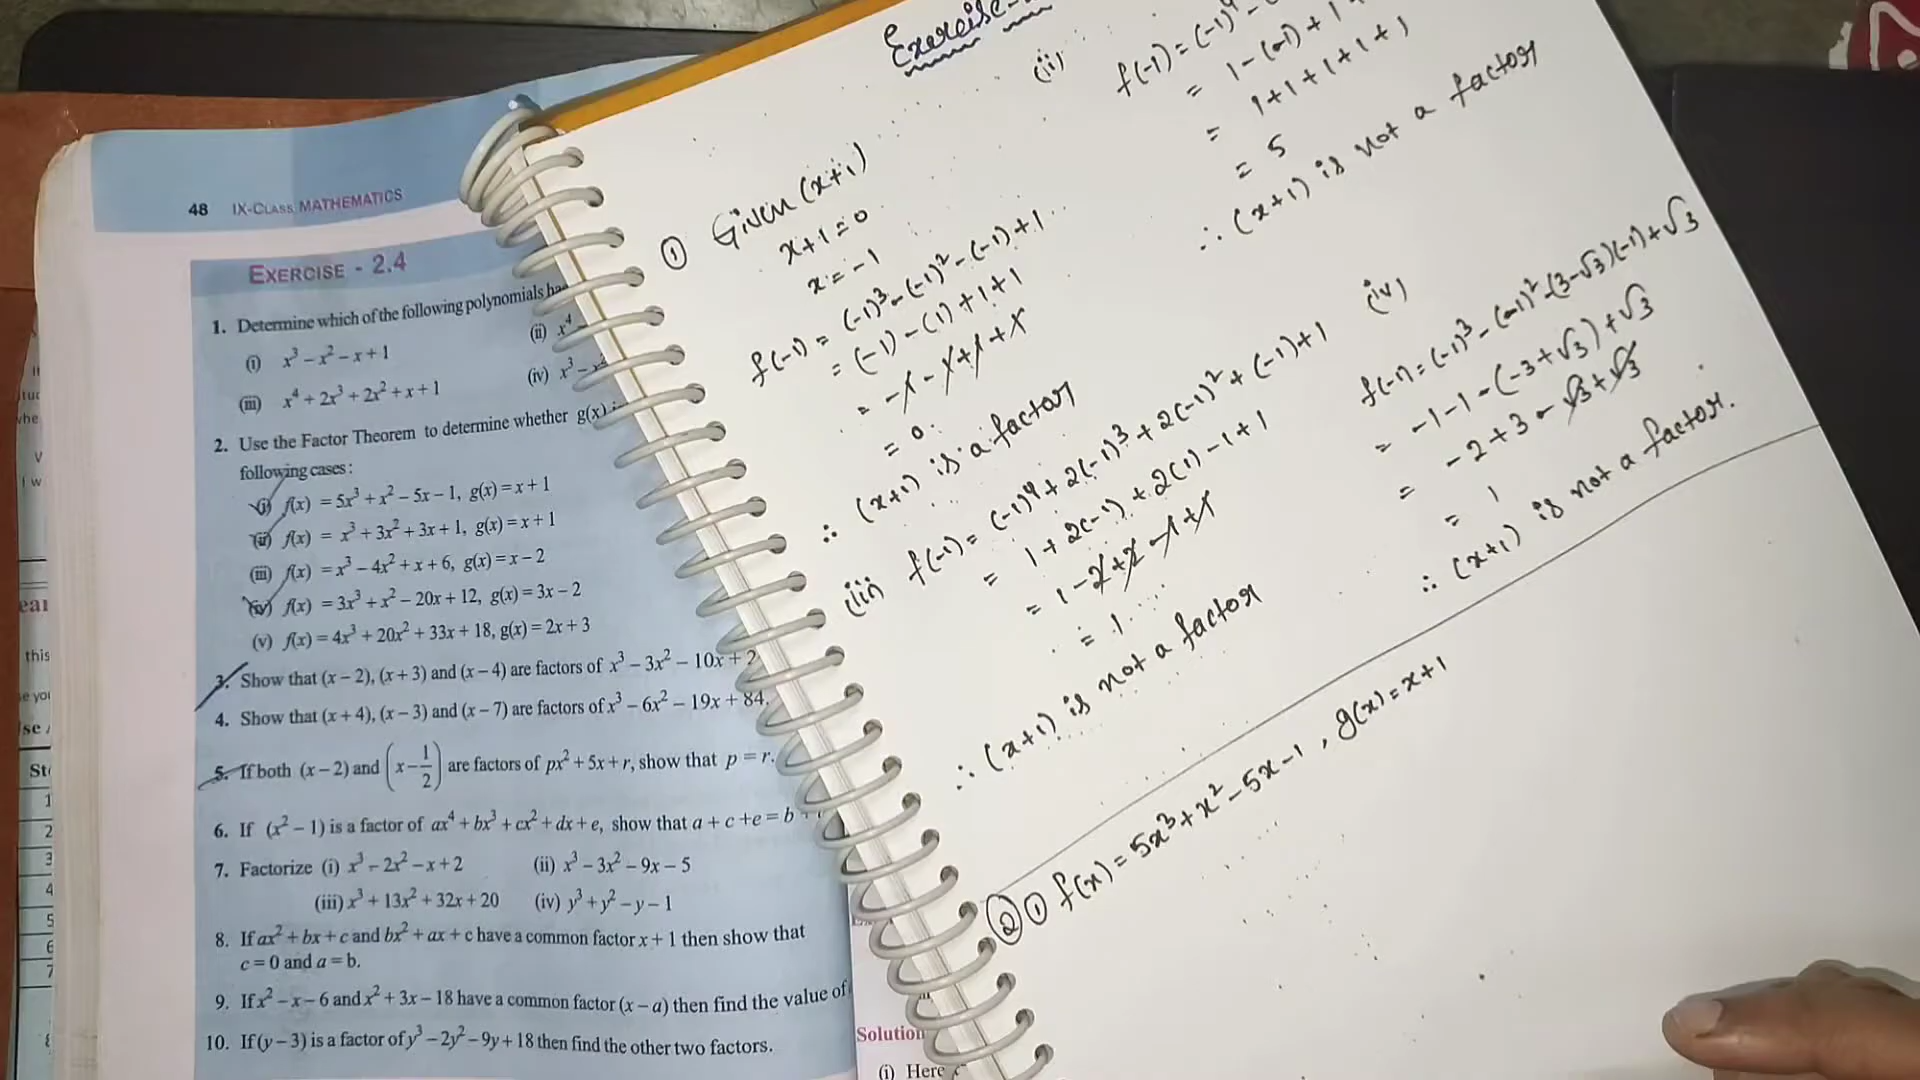 48 IX-CLASS MATHEMATICS
EXERCISE - 2.4
1. Determine which of the following polynomials
(i) x³ – x² – x + 1
(ii) x⁴
(iii) x⁴ + 2x³ + 2x² + x + 1
(iv) x³ –
2. Use the Factor Theorem to determine whether g(x)
following cases :
(i) f(x) = 5x³ + x² – 5x – 1, g(x) = x + 1
(ii) f(x) = x³ + 3x² + 3x + 1, g(x) = x + 1
(iii) f(x) = x³ – 4x² + x + 6, g(x) = x – 2
(iv) f(x) = 3x³ + x² – 20x + 12, g(x) = 3x – 2
(v) f(x) = 4x³ + 20x² + 33x + 18, g(x) = 2x + 3
3. Show that (x – 2), (x + 3) and (x – 4) are factors of x³ – 3x² – 10x + 2
4. Show that (x + 4), (x – 3) and (x – 7) are factors of x³ – 6x² – 19x + 84.
5. If both (x – 2) and (x – 1/2) are factors of px² + 5x + r, show that p = r.
6. If (x² – 1) is a factor of ax⁴ + bx³ + cx² + dx + e, show that a + c + e = b +
7. Factorize (i) x³ – 2x² – x + 2 (ii) x³ – 3x² – 9x – 5
(iii) x³ + 13x² + 32x + 20 (iv) y³ + y² – y – 1
8. If ax² + bx + c and bx² + ax + c have a common factor x + 1 then show that
c = 0 and a = b.
9. If x² – x – 6 and x² + 3x – 18 have a common factor (x – a) then find the value of
10. If (y – 3) is a factor of y³ – 2y² – 9y + 18 then find the other two factors.
Solution
(i) Here
Exercise-
① Given (x+1)
x+1=0
x=-1
f(-1) = (-1)³-(-1)²-(-1)+1
= (-1)-(1)+1+1
= -1-1+1+1
= 0.
∴ (x+1) is a factor
(ii)
f(-1) = (-1)⁴-
= 1-(-1)+1
= 1+1+1+1+1
= 5
∴ (x+1) is not a factor
(iii) f(-1) = (-1)⁴+2(-1)³+2(-1)²+(-1)+1
= 1+2(-1)+2(1)-1+1
= 1-2+2-1+1
= 1.
∴ (x+1) is not a factor
(iv)
f(-1) = (-1)³-(-1)²-(3-√3)(-1)+√3
= -1-1-(-3+√3)+√3
= -2+3-√3+√3
= 1
∴ (x+1) is not a factor.
② ① f(x) = 5x³+x²-5x-1, g(x)=x+1